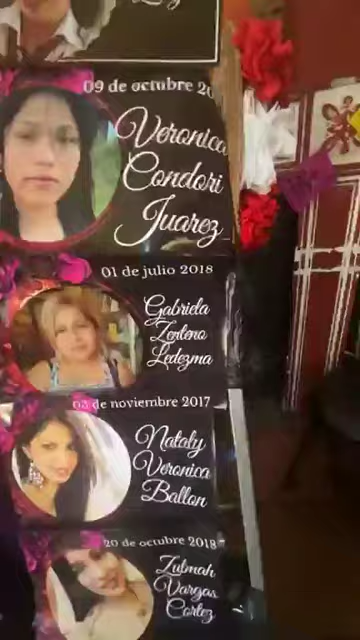 09 de octubre 20
Veronica
Condori
Juarez
01 de julio 2018
Gabriela
Zenteno
Ledezma
de noviembre 2017
Nataly
Veronica
Ballon
20 de octubre 2018
Zulmah
Vargas
Cortez